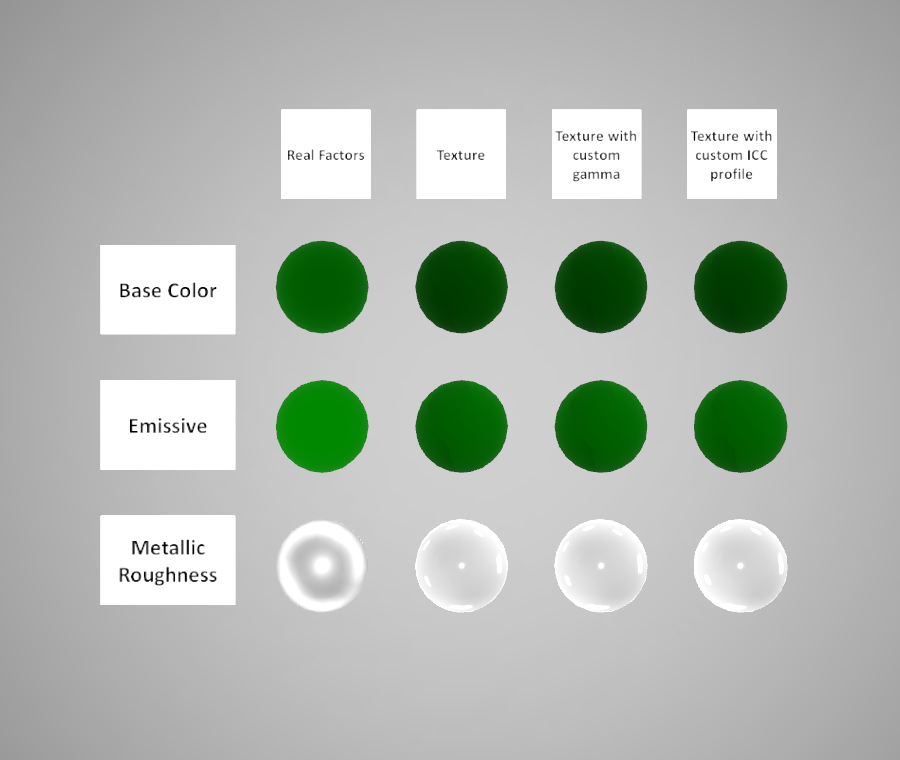 Real Factors
Texture
Texture with
custom
gamma
Texture with
custom ICC
profile
Base Color
Emissive
Metallic
Roughness